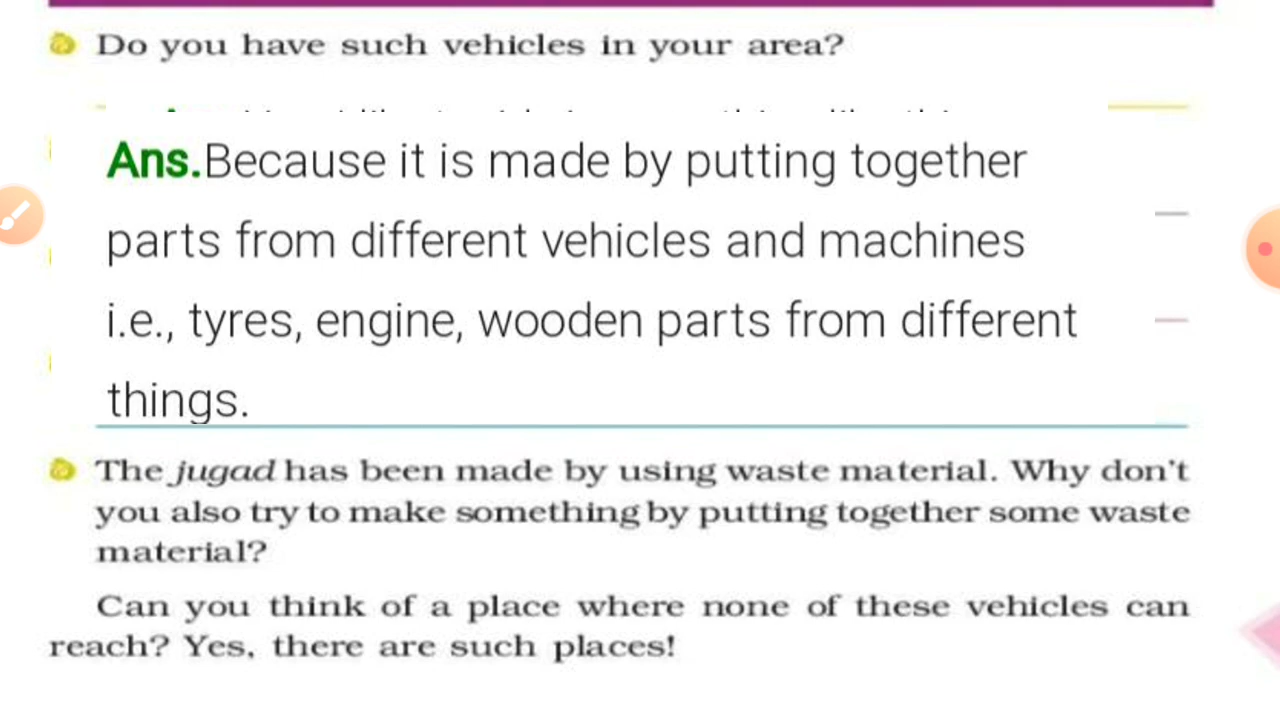 Do you have such vehicles in your area?
Ans.Because it is made by putting together
parts from different vehicles and machines
i.e., tyres, engine, wooden parts from different
things.
The jugad has been made by using waste material. Why don't
you also try to make something by putting together some waste
material?
Can you think of a place where none of these vehicles can
reach? Yes, there are such places!